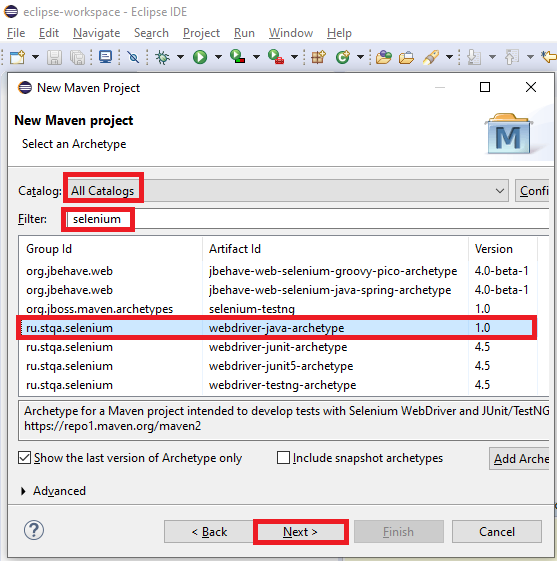 eclipse-workspace - Eclipse IDE
File Edit Navigate Search Project Maven Selenium Window Help
New Maven Project
New Maven project
Select an Archetype
M
Catalog: All Catalogs Confi
Filter: selenium
Group Id Artifact Id Version
org.jbehave.web jbehave-web-selenium-groovy-pico-archetype 4.0-beta-1
org.jbehave.web jbehave-web-selenium-java-spring-archetype 4.0-beta-1
org.jboss.maven.archetypes selenium-testng 1.0
ru.stqa.selenium webdriver-java-archetype 1.0
ru.stqa.selenium webdriver-junit-archetype 4.5
ru.stqa.selenium webdriver-junit5-archetype 4.5
ru.stqa.selenium webdriver-testng-archetype 4.5
Archetype for a Maven project intended to develop tests with Selenium WebDriver and JUnit/TestNG
https://repo1.maven.org/maven2
Show the last version of Archetype only Include snapshot archetypes Add Arche
Advanced
? < Back Next > Finish Cancel